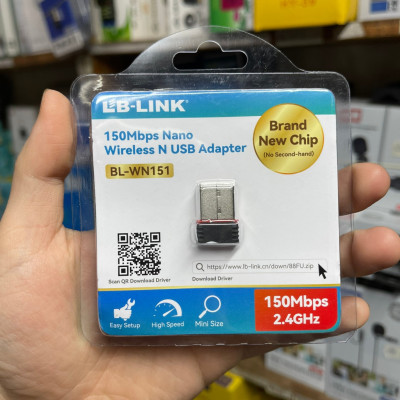 LB-LINK
150Mbps Nano
Wireless N USB Adapter
BL-WN151
Brand
New Chip
(No Second-hand)
https://www.lb-link.cn/down/88FU.zip
Scan QR Download Driver
Download Driver
Easy Setup
High Speed
Mini Size
150Mbps
2.4GHz